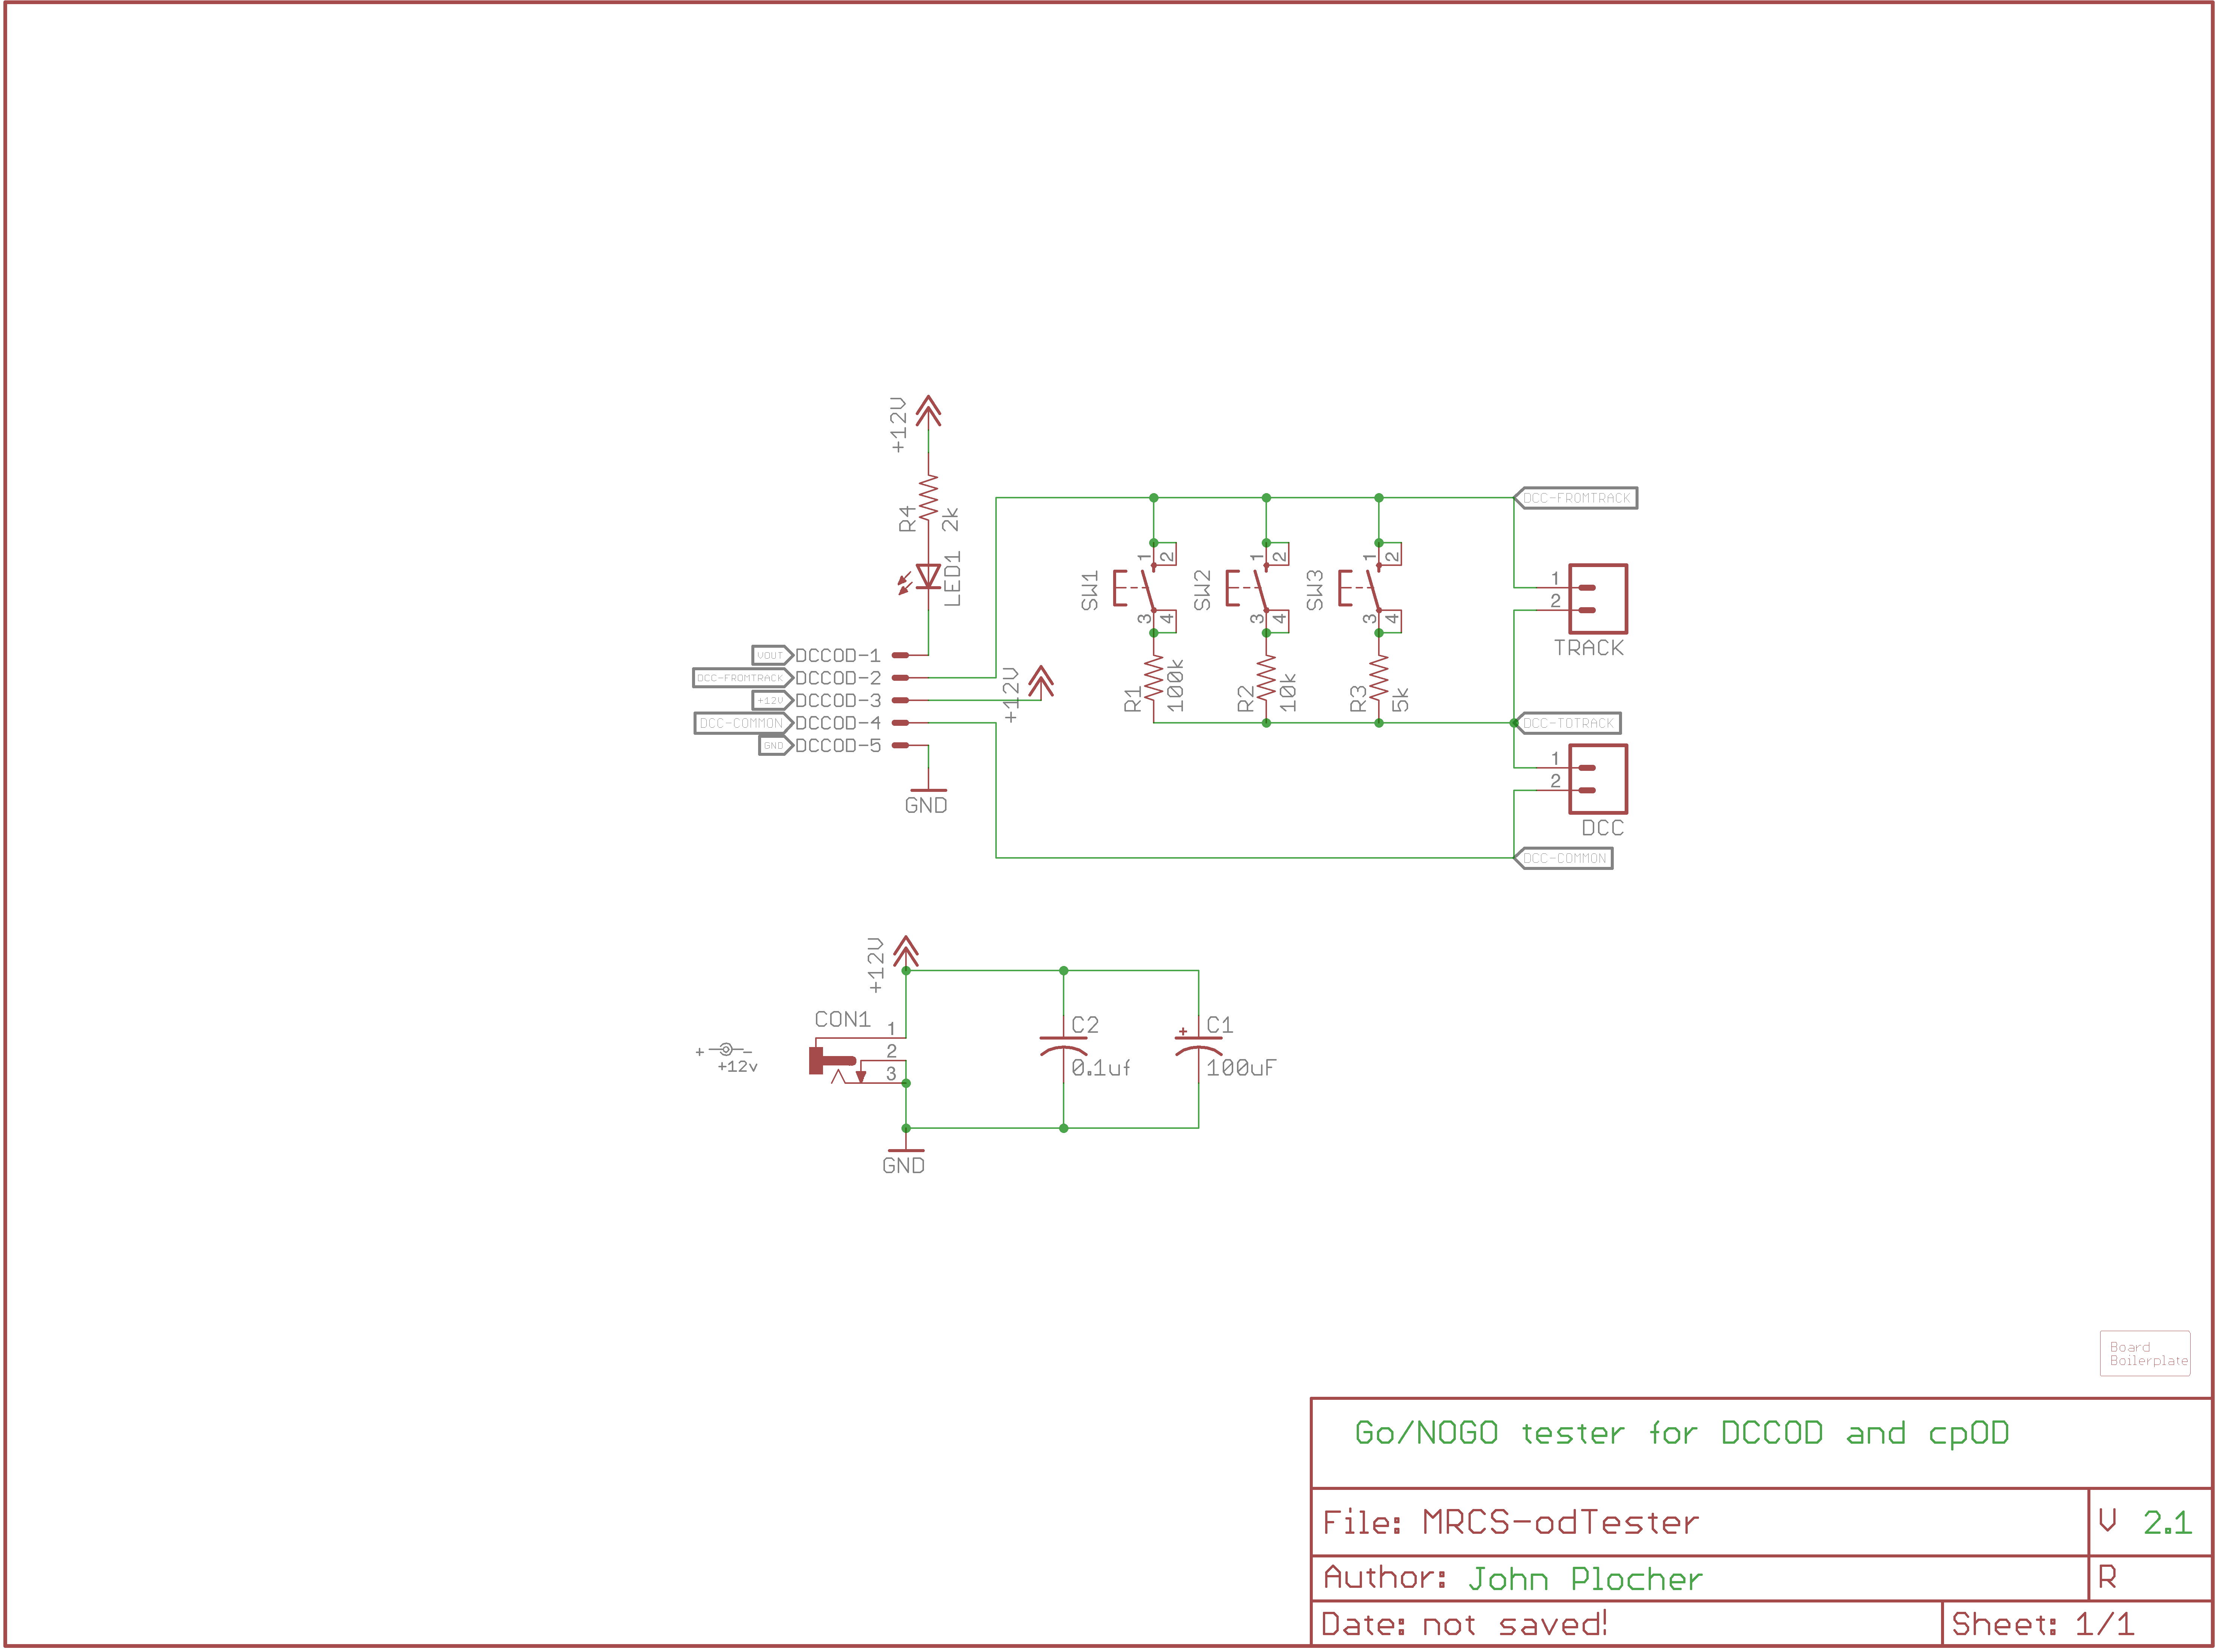 +12V
R4
2k
LED1
VOUT
DCCOD-1
DCC-FROMTRACK
DCCOD-2
+12V
DCCOD-3
DCC-COMMON
DCCOD-4
GND
DCCOD-5
GND
+12V
SW1
1
2
3
4
R1
100k
SW2
1
2
3
4
R2
10k
SW3
1
2
3
4
R3
5k
DCC-FROMTRACK
1
2
TRACK
DCC-TOTRACK
1
2
DCC
DCC-COMMON
+12V
CON1
1
2
3
+ -
+12v
GND
C2
0.1uf
+
C1
100uF
Board
Boilerplate
Go/NOGO tester for DCCOD and cpOD
File: MRCS-odTester
V 2.1
Author: John Plocher
R
Date: not saved!
Sheet: 1/1